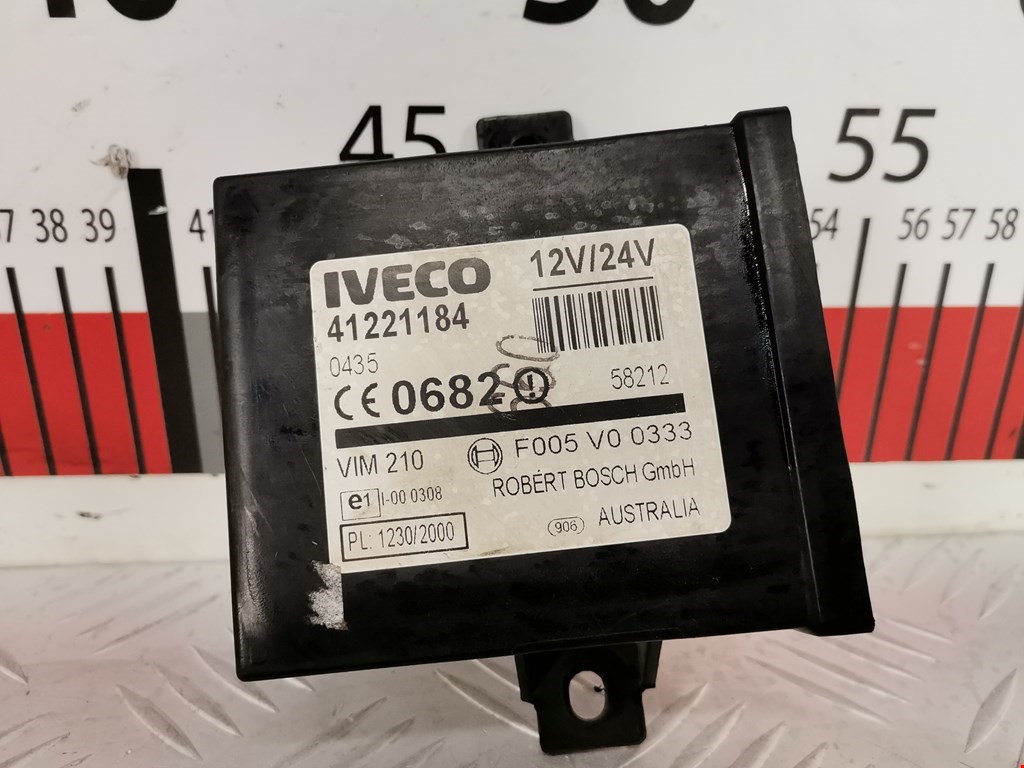 45
55
38 39
54 56 57 58
IVECO
12V/24V
41221184
0435
CE 0682
58212
VIM 210
F005 V0 0333
ROBERT BOSCH GmbH
e1 I-00 0308
906 AUSTRALIA
PL: 1230/2000